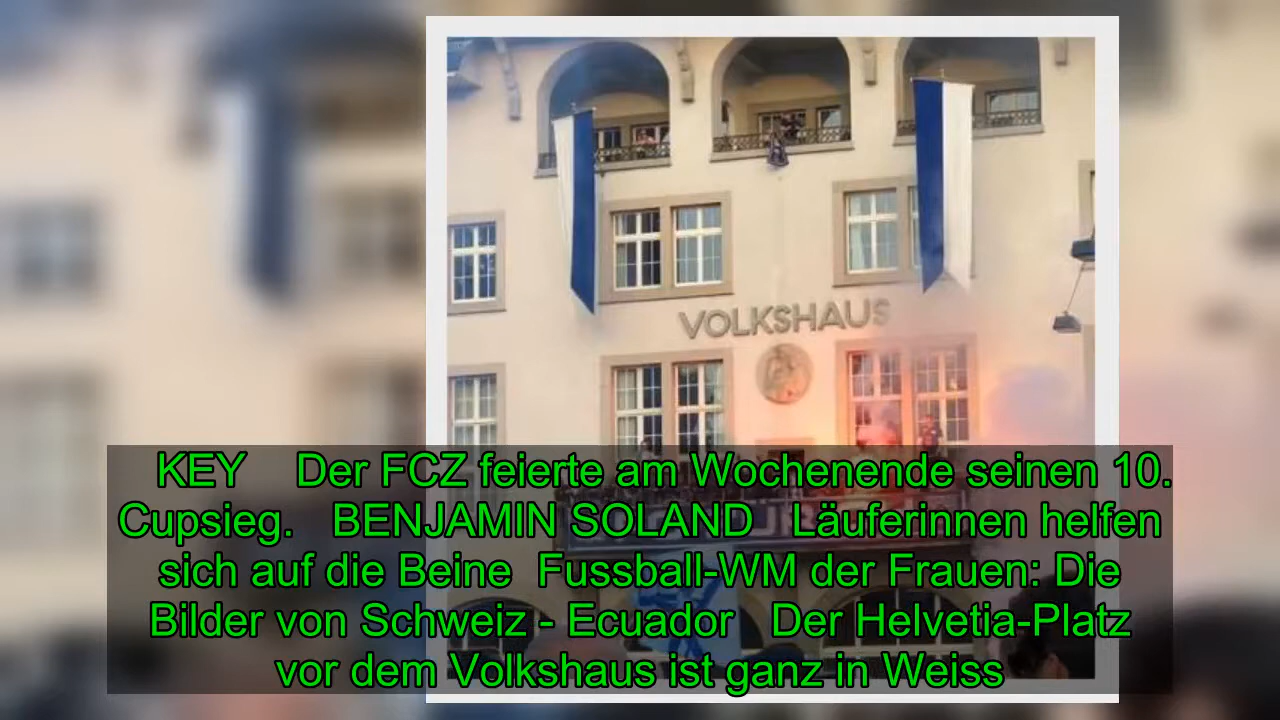 VOLKSHAUS
KEY Der FCZ feierte am Wochenende seinen 10.
Cupsieg. BENJAMIN SOLAND Läuferinnen helfen
sich auf die Beine Fussball-WM der Frauen: Die
Bilder von Schweiz - Ecuador Der Helvetia-Platz
vor dem Volkshaus ist ganz in Weiss